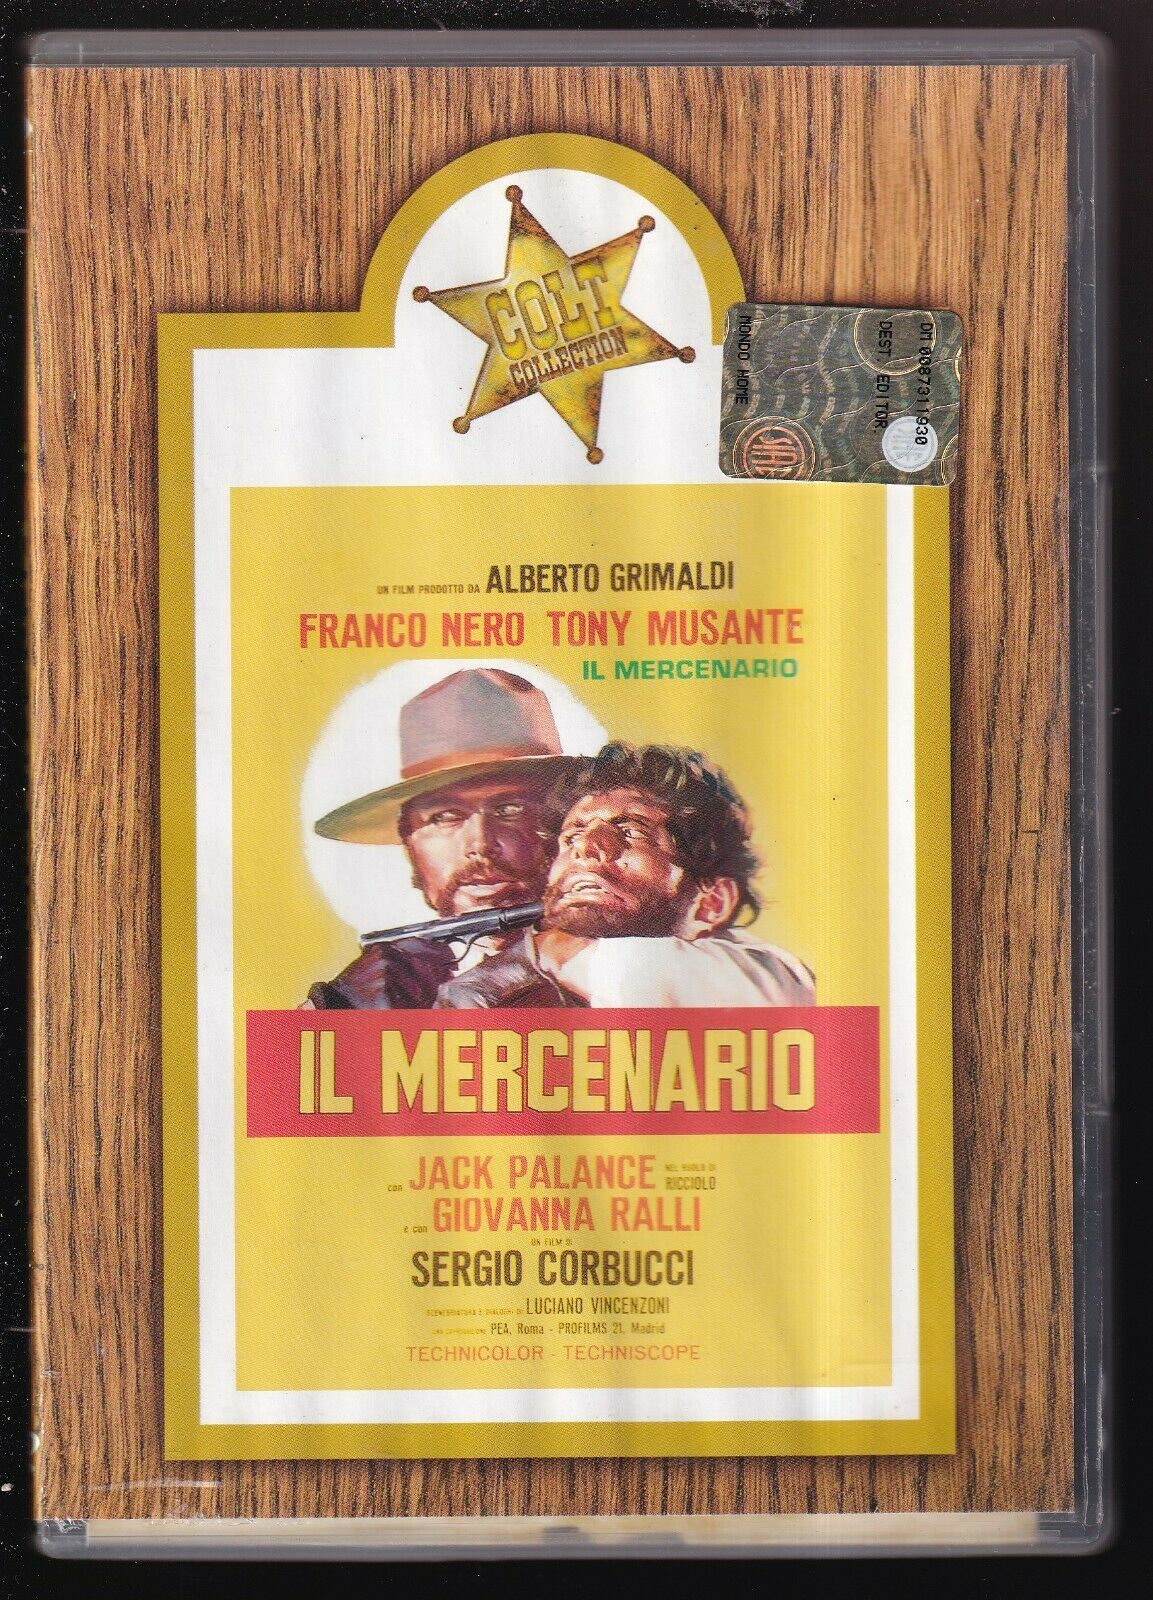 COLT
COLLECTION
DM 0087311930
DEST. EDITOR.
MONDO HOME
SIAE
UN FILM PRODOTTO DA ALBERTO GRIMALDI
FRANCO NERO TONY MUSANTE
IL MERCENARIO
IL MERCENARIO
con JACK PALANCE NEL RUOLO DI RICCIOLO
e con GIOVANNA RALLI
UN FILM DI
SERGIO CORBUCCI
SCENEGGIATURA E DIALOGHI DI LUCIANO VINCENZONI
UNA COPRODUZIONE PEA, Roma - PROFILMS 21, Madrid
TECHNICOLOR - TECHNISCOPE